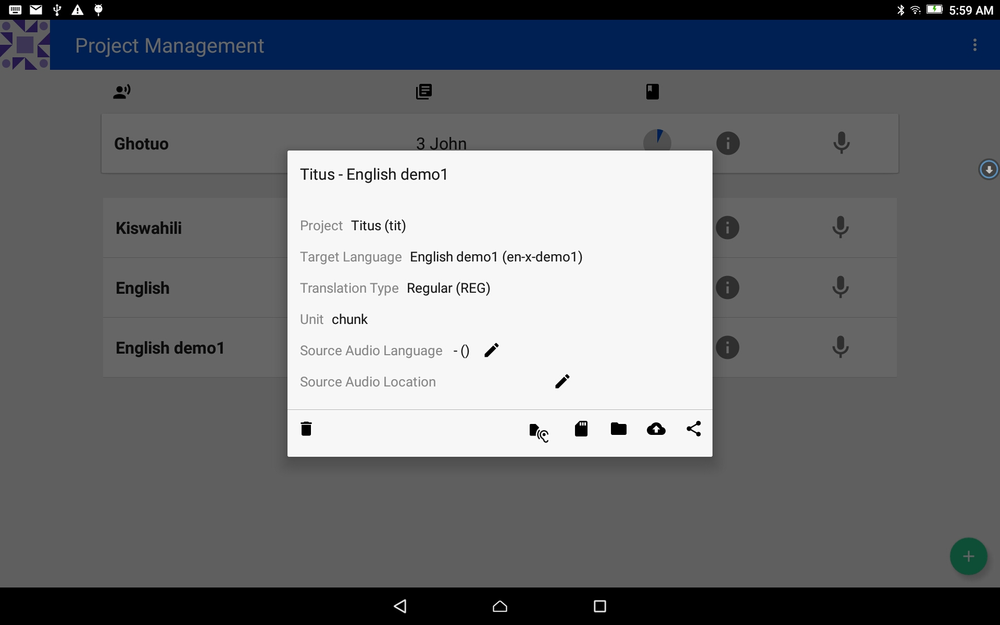 5:59 AM
Project Management
Ghotuo 3 John
Kiswahili
English
English demo1
Titus - English demo1
Project Titus (tit)
Target Language English demo1 (en-x-demo1)
Translation Type Regular (REG)
Unit chunk
Source Audio Language - ()
Source Audio Location